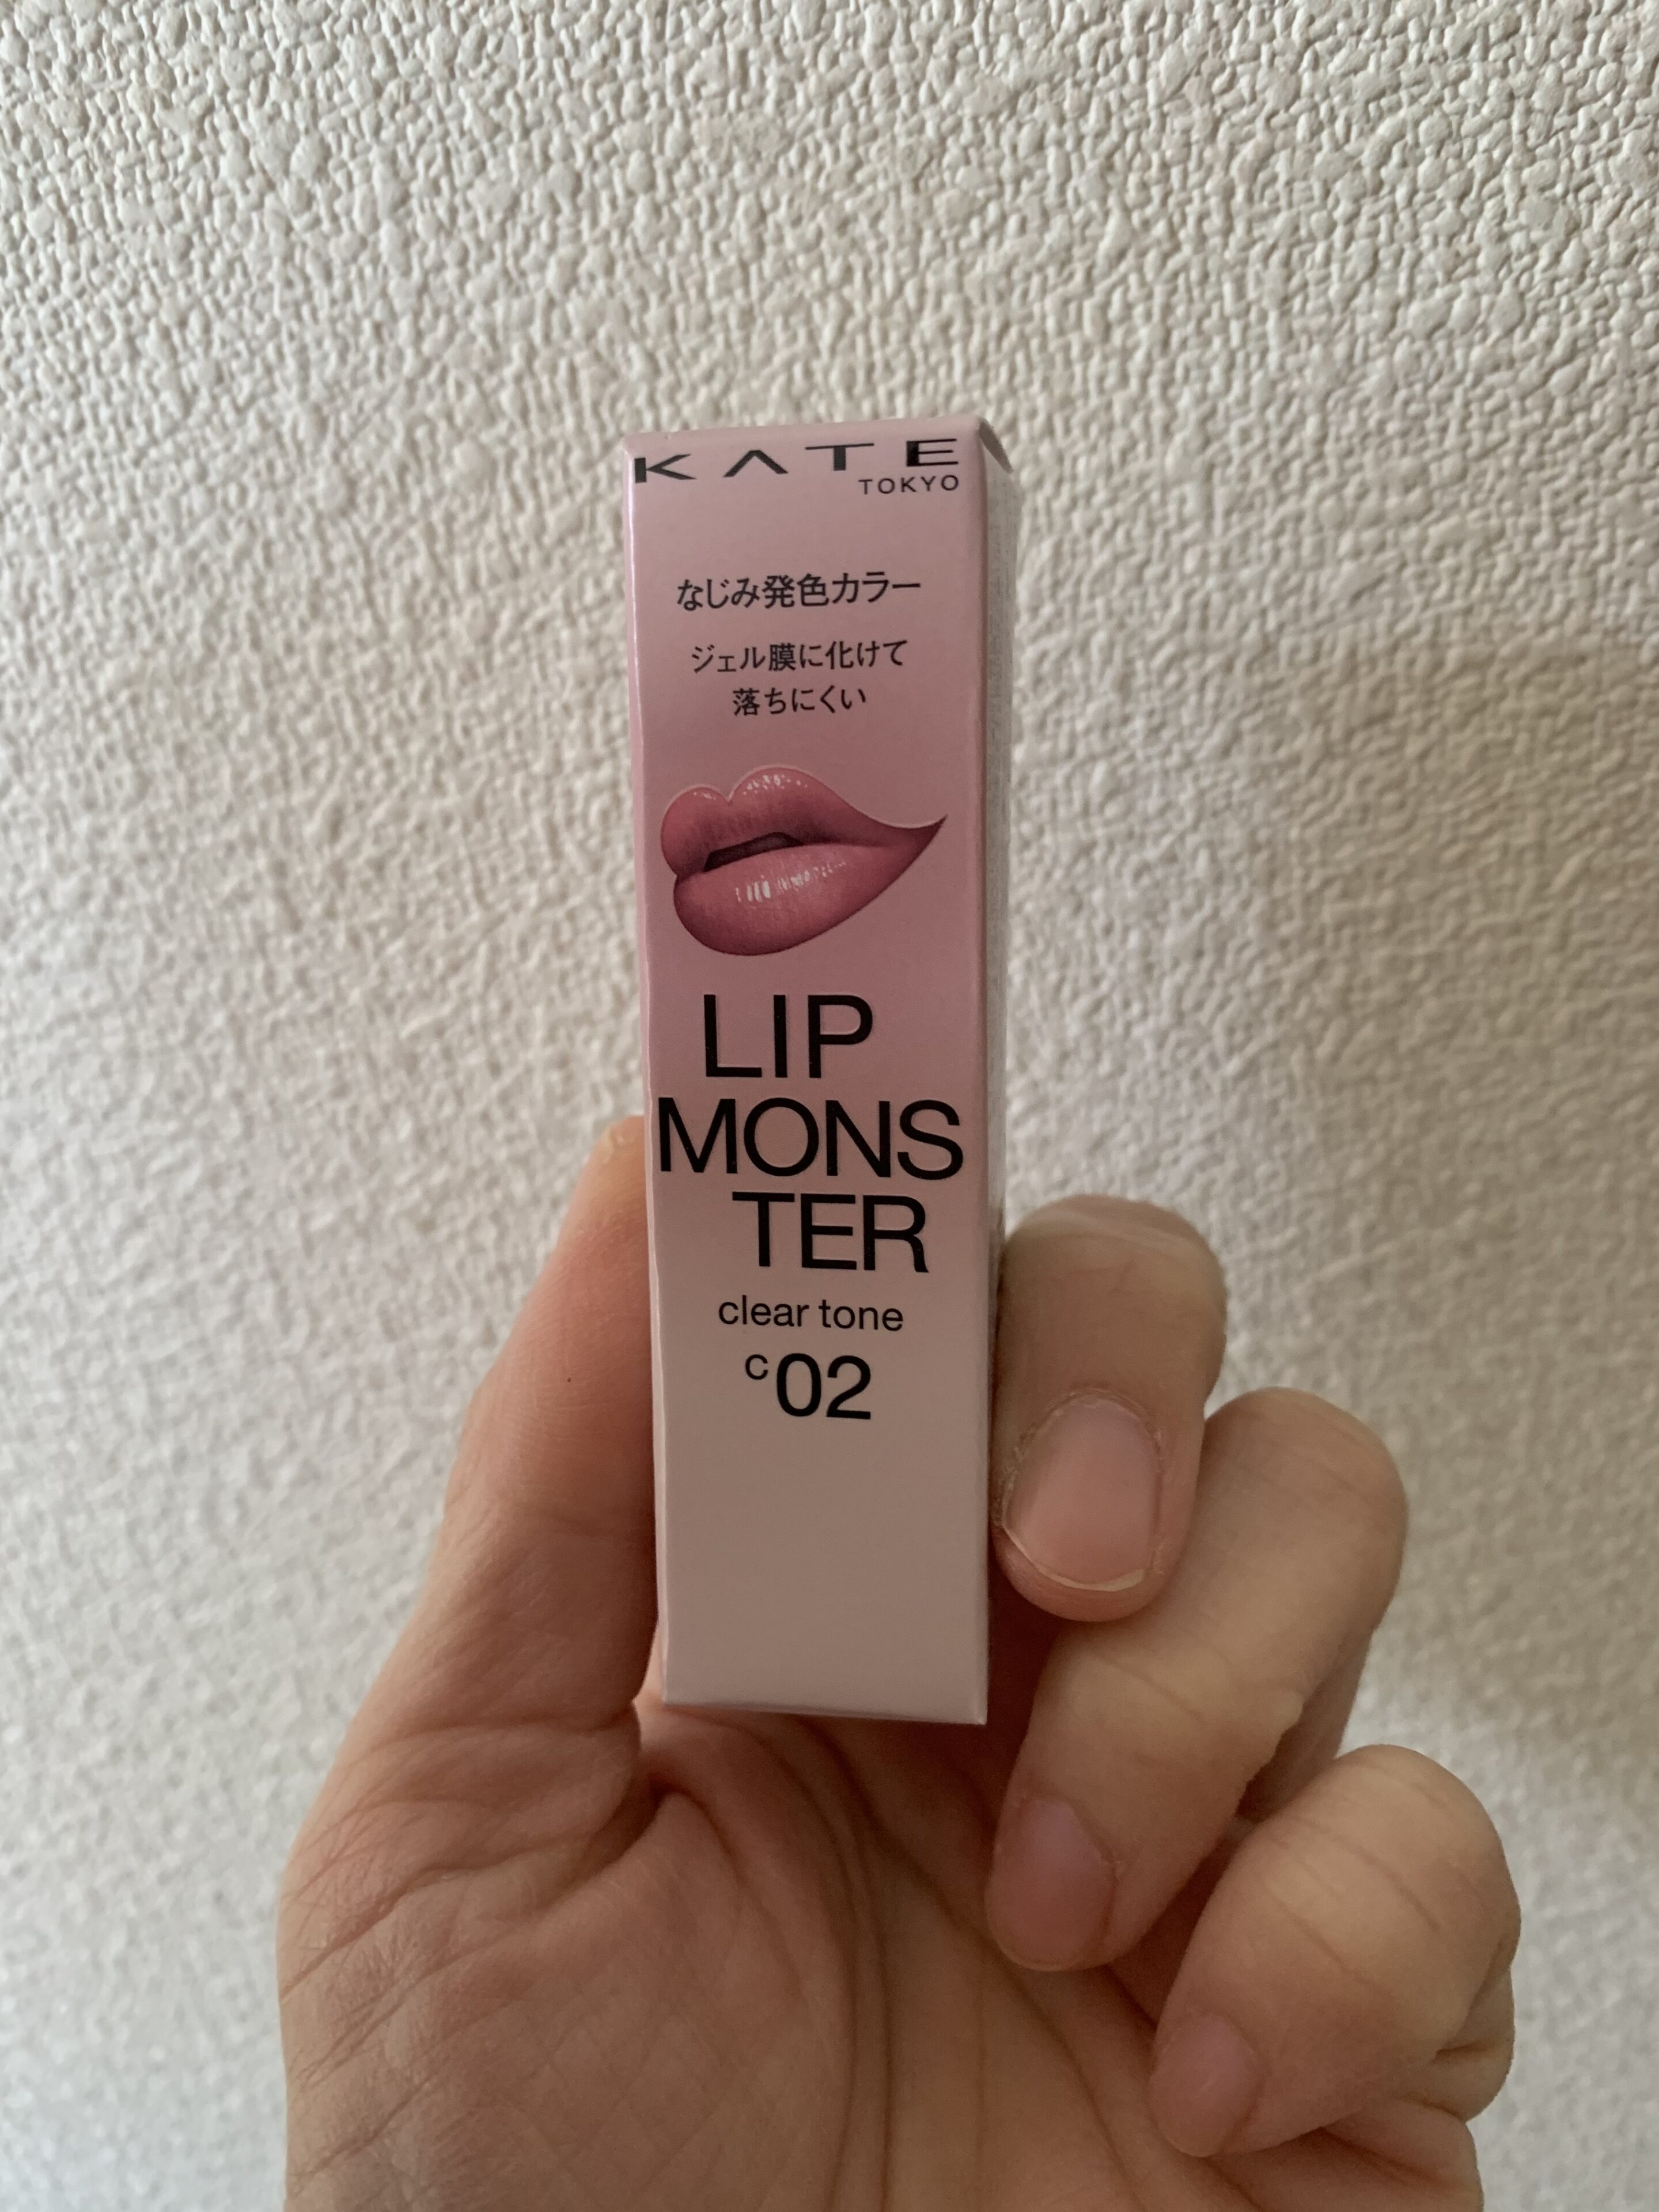 KATE
TOKYO
なじみ発色カラー
ジェル膜に化けて
落ちにくい
LIP
MONS
TER
clear tone
c02